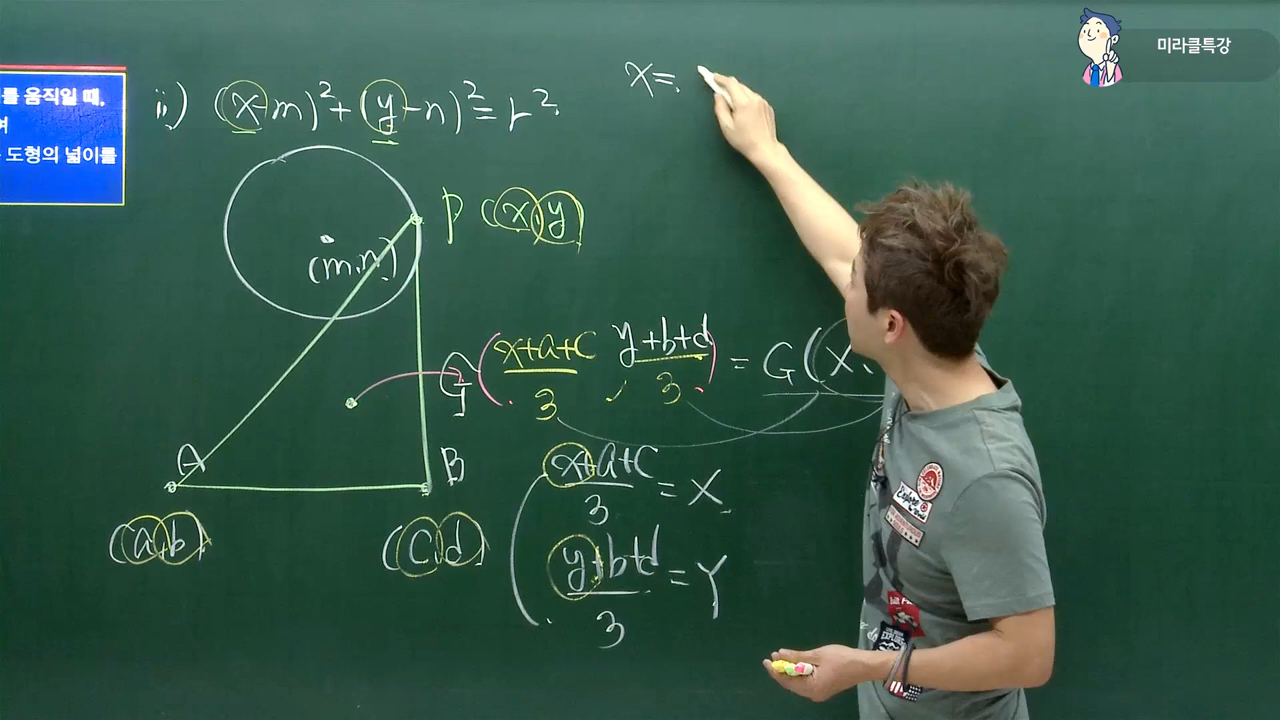 미라클특강
를 움직일 때,
여
도형의 넓이를
ii) (x-m)²+(y-n)²=r²
x=
P (x,y)
(m,n)
G (x+a+c/3, y+b+d/3) = G(X,
A
B
(a,b)
(c,d)
x+a+c/3=X
y+b+d/3=Y